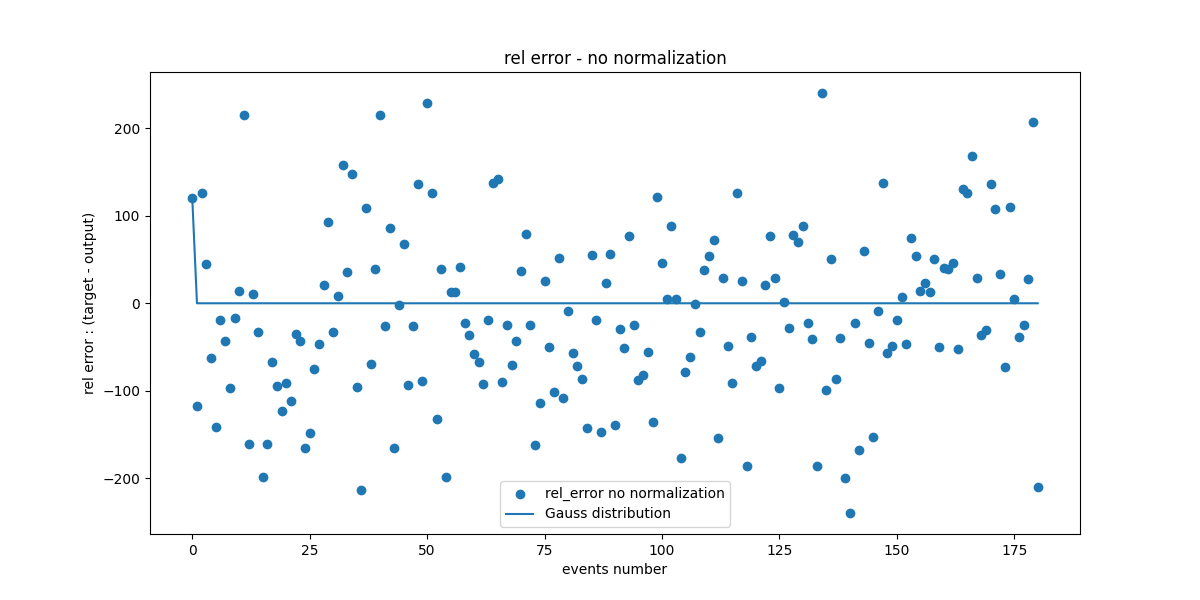 rel error - no normalization
rel error : (target - output)
200
100
0
−100
−200
rel_error no normalization
Gauss distribution
0
25
50
75
100
125
150
175
events number